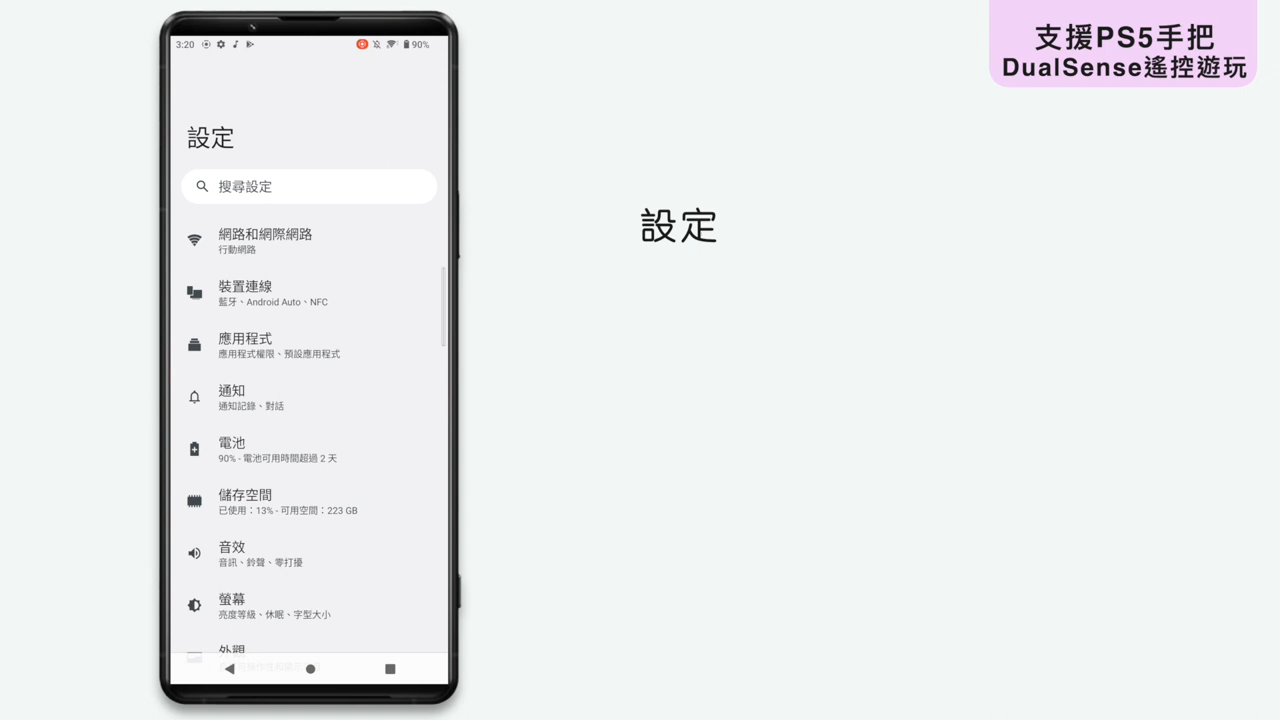 支援PS5手把
DualSense遙控遊玩
設定
3:20
90%
設定
搜尋設定
網路和網際網路
行動網路
裝置連線
藍牙、Android Auto、NFC
應用程式
應用程式權限、預設應用程式
通知
通知記錄、對話
電池
90% - 電池可用時間超過 2 天
儲存空間
已使用：13% - 可用空間：223 GB
音效
音訊、鈴聲、零打擾
螢幕
亮度等級、休眠、字型大小
外觀